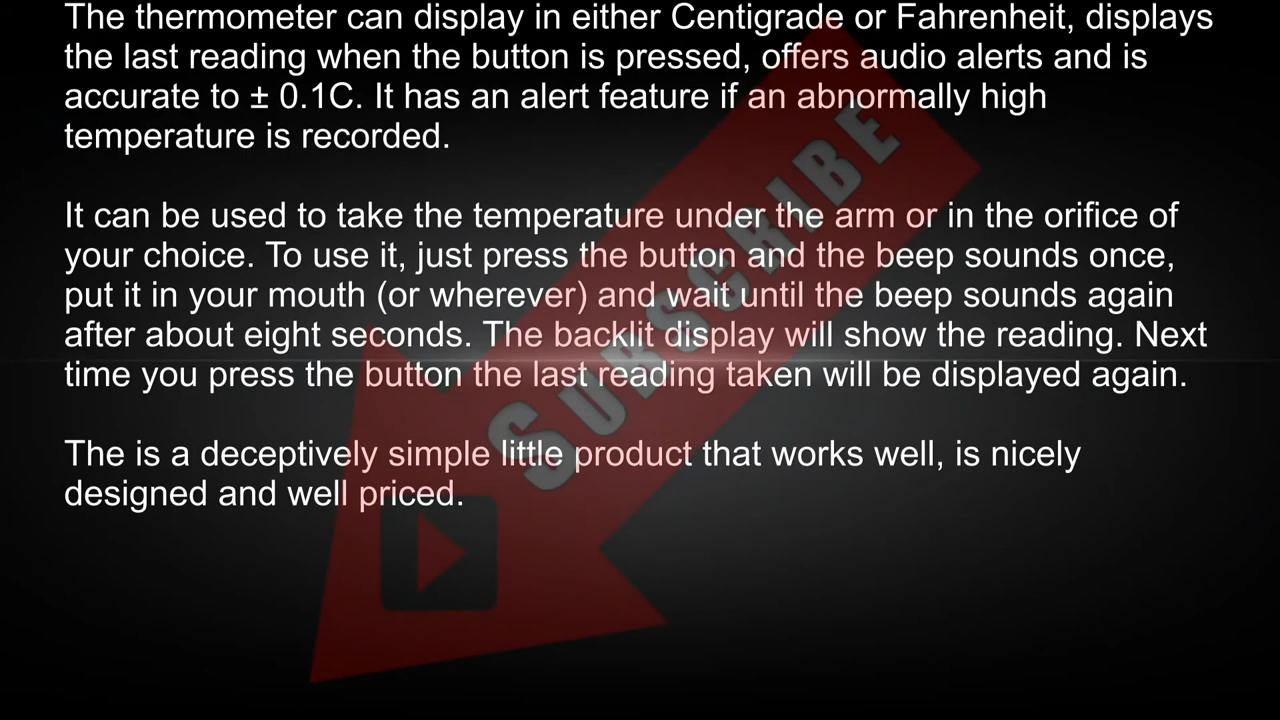 The thermometer can display in either Centigrade or Fahrenheit, displays
the last reading when the button is pressed, offers audio alerts and is
accurate to ± 0.1C. It has an alert feature if an abnormally high
temperature is recorded.
It can be used to take the temperature under the arm or in the orifice of
your choice. To use it, just press the button and the beep sounds once,
put it in your mouth (or wherever) and wait until the beep sounds again
after about eight seconds. The backlit display will show the reading. Next
time you press the button the last reading taken will be displayed again.
The is a deceptively simple little product that works well, is nicely
designed and well priced.
SUBSCRIBE